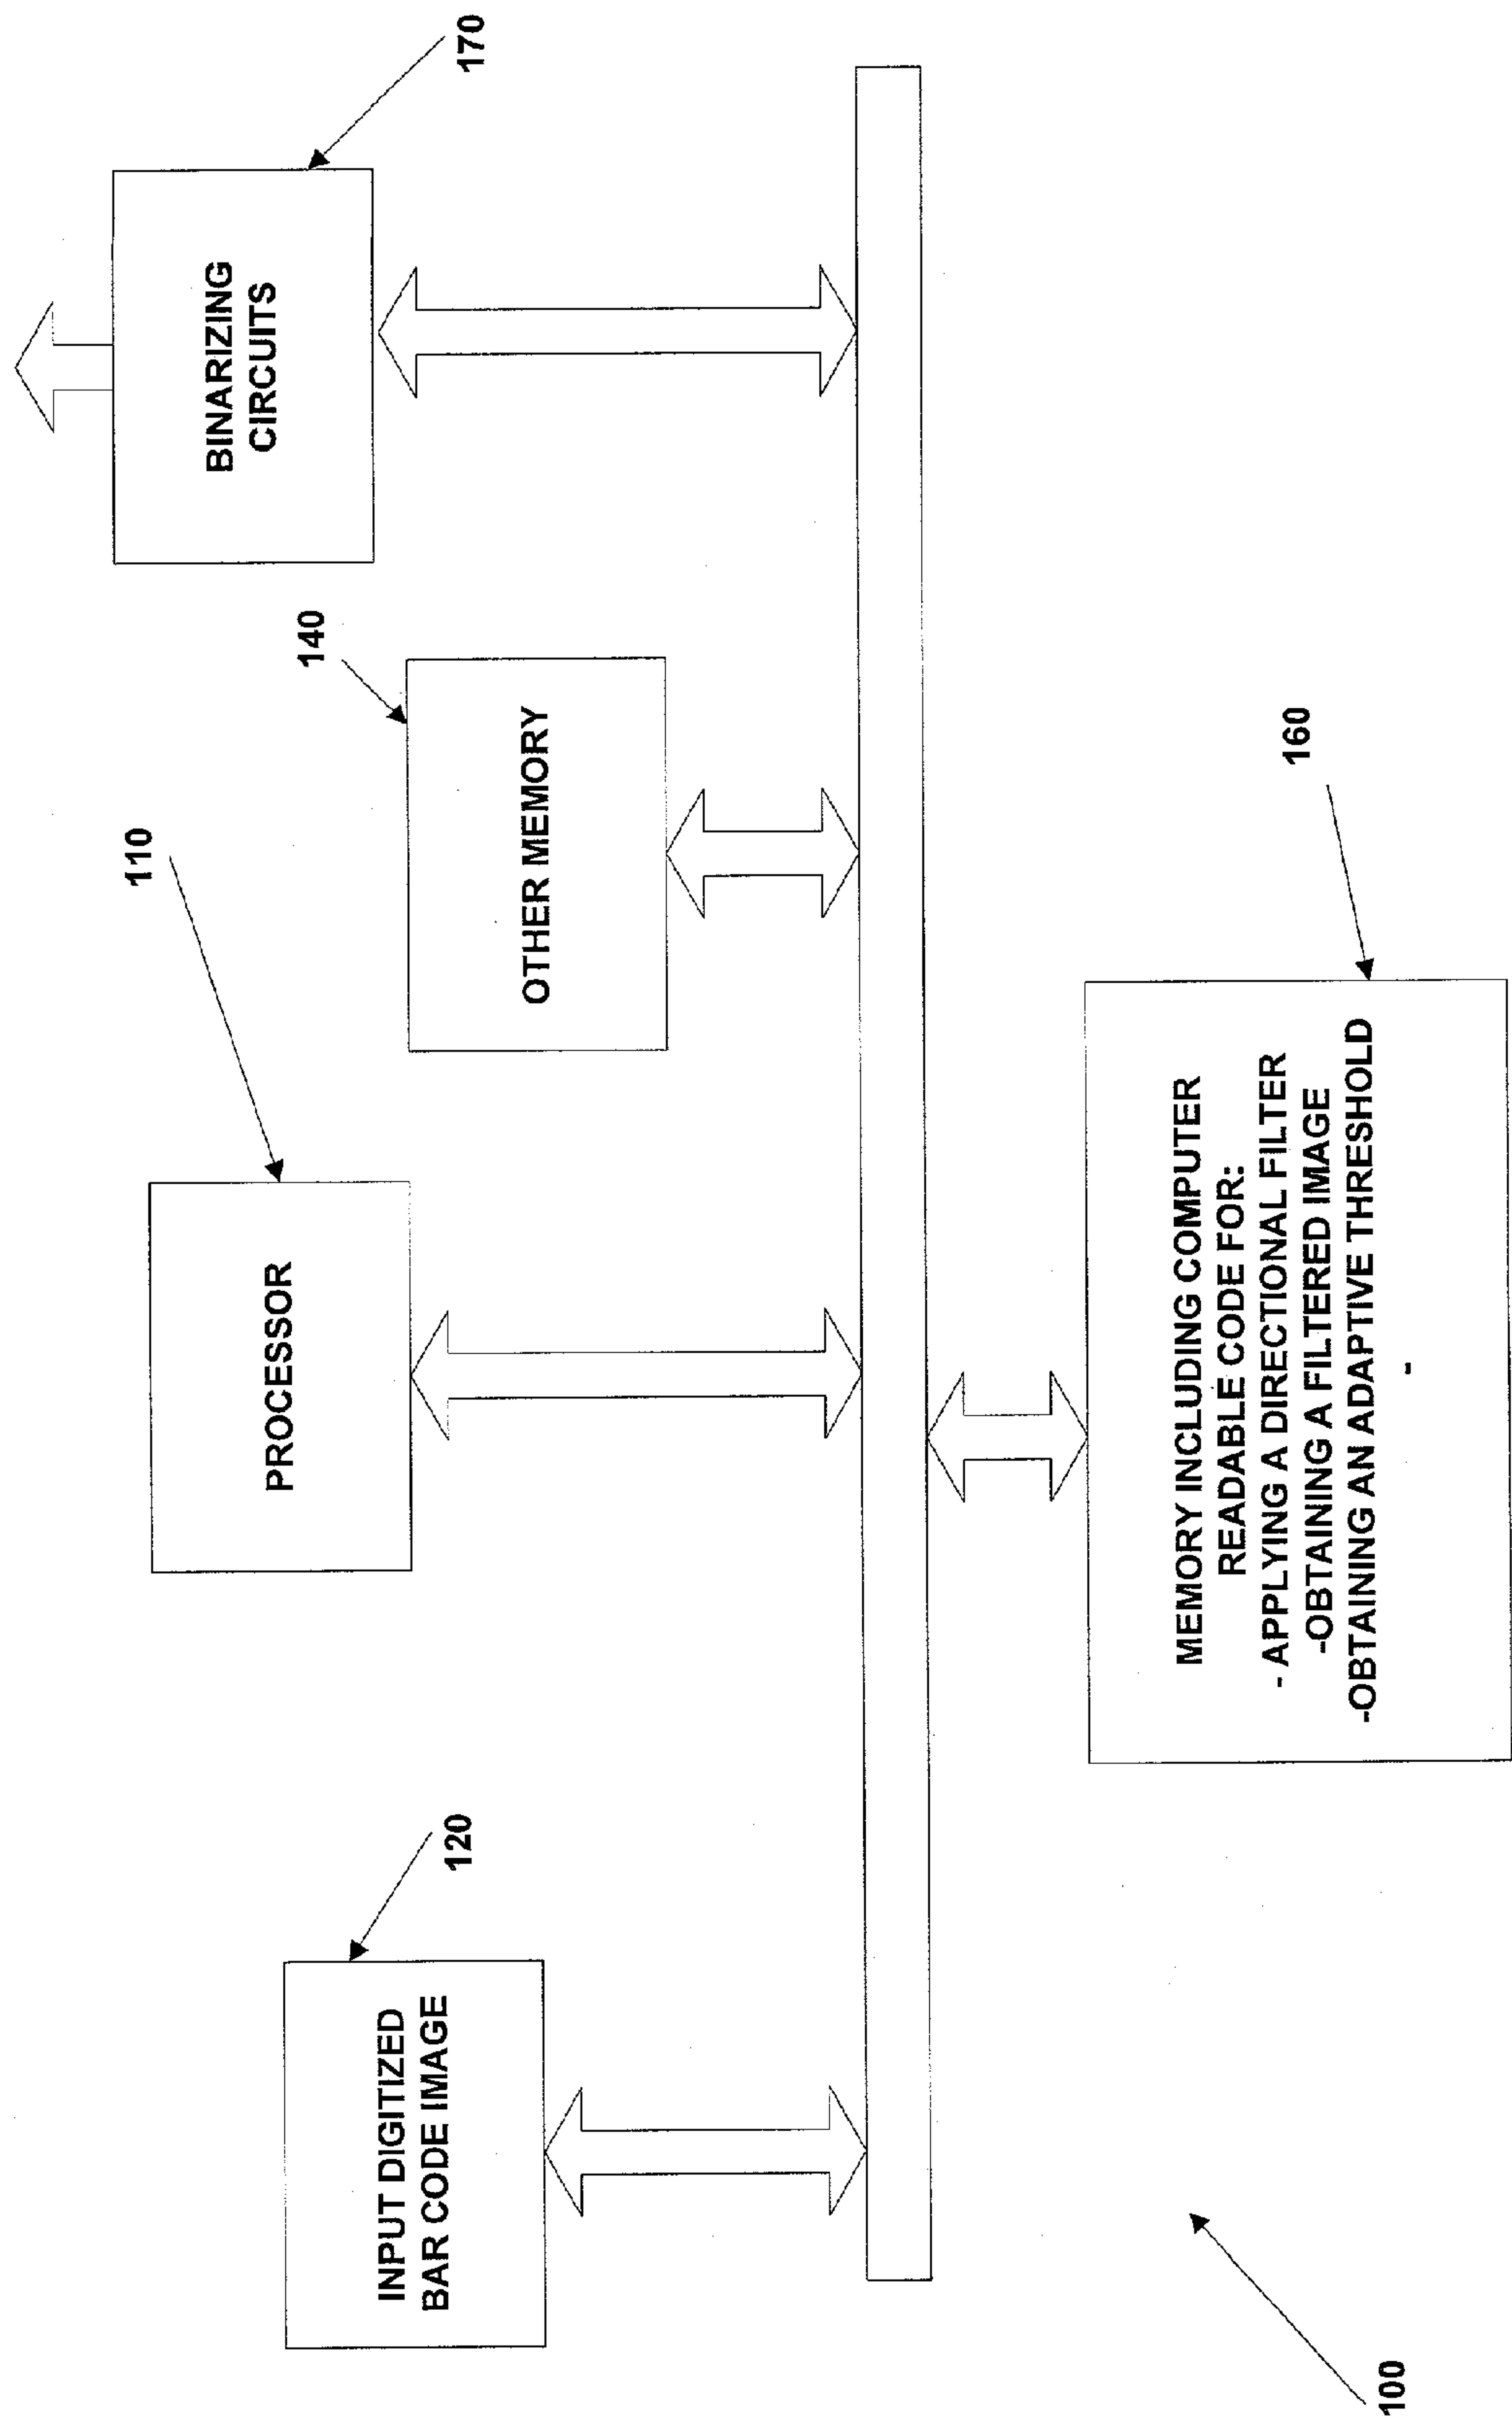 120
INPUT DIGITIZED
BAR CODE IMAGE
110
PROCESSOR
140
OTHER MEMORY
170
BINARIZING
CIRCUITS
160
MEMORY INCLUDING COMPUTER
READABLE CODE FOR:
- APPLYING A DIRECTIONAL FILTER
-OBTAINING A FILTERED IMAGE
-OBTAINING AN ADAPTIVE THRESHOLD
-
100